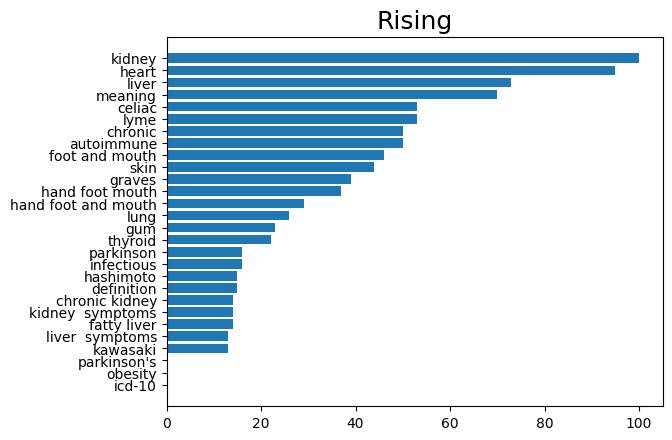 Rising
kidney
heart
liver
meaning
celiac
lyme
chronic
autoimmune
foot and mouth
skin
graves
hand foot mouth
hand foot and mouth
lung
gum
thyroid
parkinson
infectious
hashimoto
definition
chronic kidney
kidney  symptoms
fatty liver
liver  symptoms
kawasaki
parkinson's
obesity
icd-10
0 20 40 60 80 100